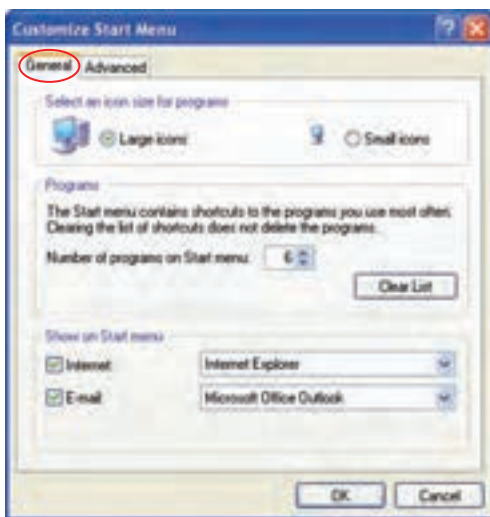 Customize Start Menu
General Advanced
Select an icon size for programs
Large icons Small icons
Programs
The Start menu contains shortcuts to the programs you use most often.
Clearing the list of shortcuts does not delete the programs.
Number of programs on Start menu: 6
Clear List
Show on Start menu
Internet: Internet Explorer
E-mail: Microsoft Office Outlook
OK Cancel